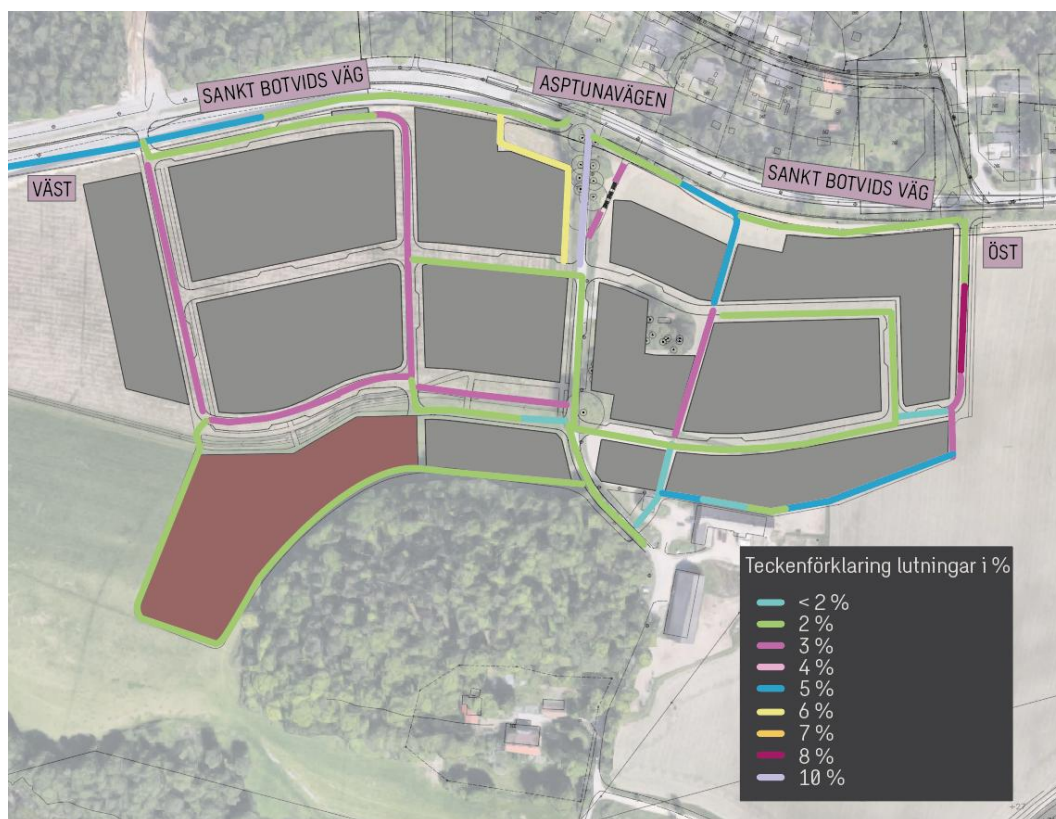 SANKT BOTVIDS VÄG
ASPTUNAVÄGEN
SANKT BOTVIDS VÄG
VÄST
ÖST
Teckenförklaring lutningar i %
< 2 %
2 %
3 %
4 %
5 %
6 %
7 %
8 %
10 %
+27